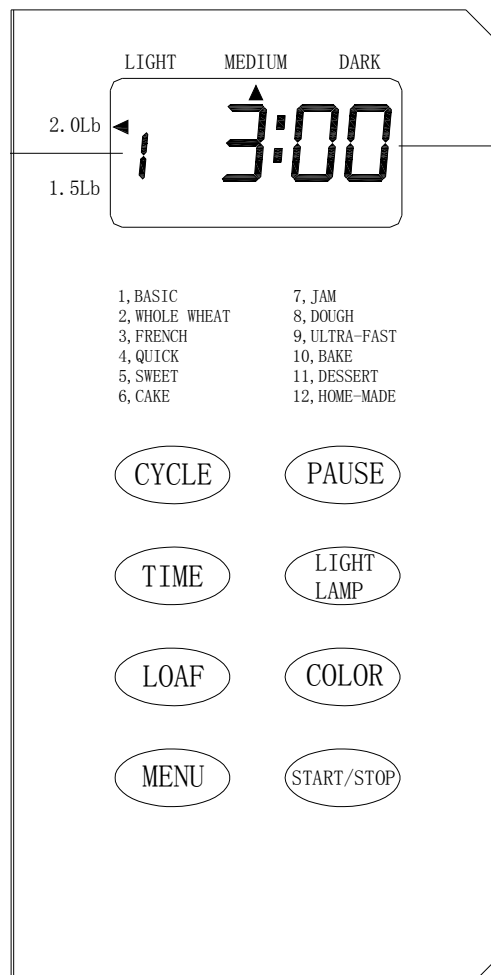 LIGHT MEDIUM DARK
2.0Lb
1 3:00
1.5Lb
1,BASIC
2,WHOLE WHEAT
3,FRENCH
4,QUICK
5,SWEET
6,CAKE
7,JAM
8,DOUGH
9,ULTRA-FAST
10,BAKE
11,DESSERT
12,HOME-MADE
CYCLE PAUSE
TIME
LIGHT
LAMP
LOAF COLOR
MENU START/STOP